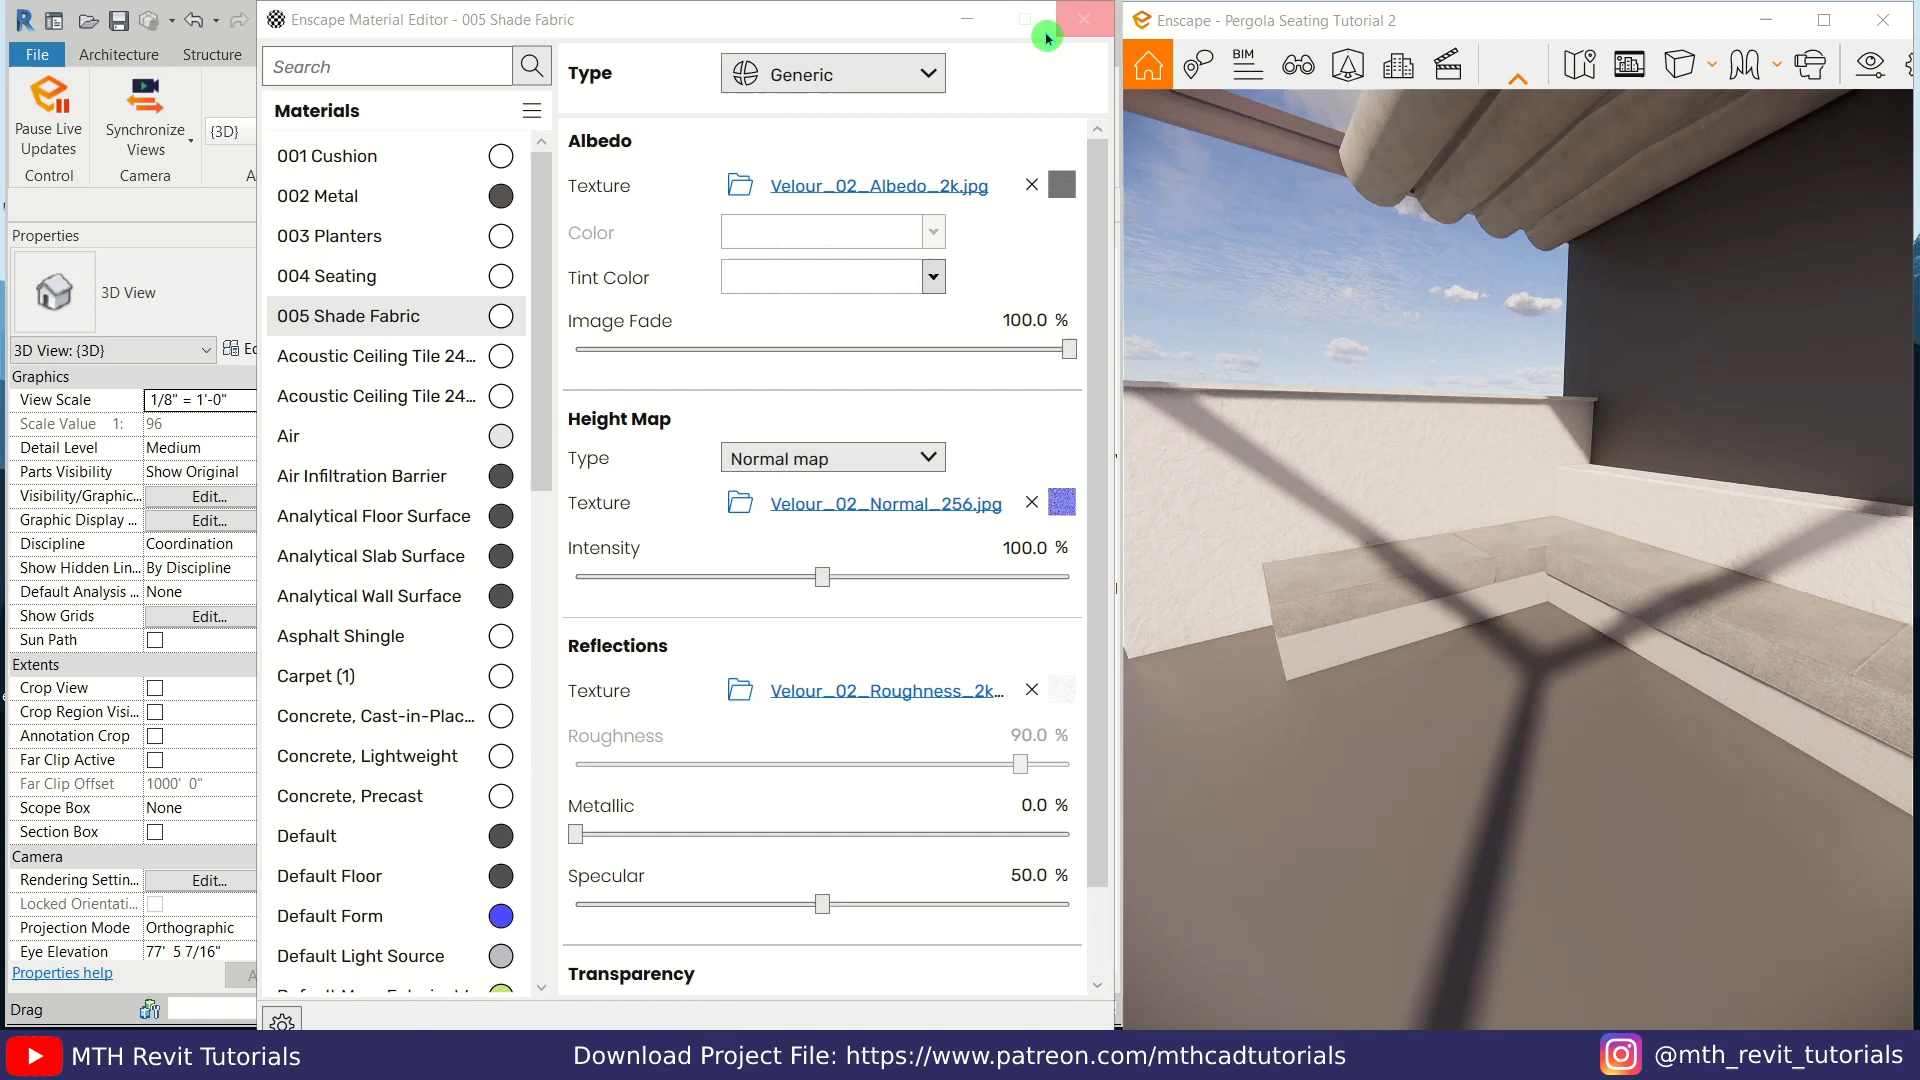 Enscape Material Editor - 005 Shade Fabric
Enscape - Pergola Seating Tutorial 2
File
Architecture
Structure
Pause Live
Updates
Synchronize
Views
{3D}
Control
Camera
A
Properties
3D View
3D View: {3D}
Graphics
View Scale
1/8" = 1'-0"
Scale Value 1:
96
Detail Level
Medium
Parts Visibility
Show Original
Visibility/Graphic...
Edit...
Graphic Display ...
Edit...
Discipline
Coordination
Show Hidden Lin...
By Discipline
Default Analysis ...
None
Show Grids
Edit...
Sun Path
Extents
Crop View
Crop Region Visi...
Annotation Crop
Far Clip Active
Far Clip Offset
1000' 0"
Scope Box
None
Section Box
Camera
Rendering Settin...
Edit...
Locked Orientati...
Projection Mode
Orthographic
Eye Elevation
77' 5 7/16"
Properties help
A
Drag
Search
Materials
001 Cushion
002 Metal
003 Planters
004 Seating
005 Shade Fabric
Acoustic Ceiling Tile 24...
Acoustic Ceiling Tile 24...
Air
Air Infiltration Barrier
Analytical Floor Surface
Analytical Slab Surface
Analytical Wall Surface
Asphalt Shingle
Carpet (1)
Concrete, Cast-in-Plac...
Concrete, Lightweight
Concrete, Precast
Default
Default Floor
Default Form
Default Light Source
Type
Generic
Albedo
Texture
Velour_02_Albedo_2k.jpg
Color
Tint Color
Image Fade
100.0 %
Height Map
Type
Normal map
Texture
Velour_02_Normal_256.jpg
Intensity
100.0 %
Reflections
Texture
Velour_02_Roughness_2k...
Roughness
90.0 %
Metallic
0.0 %
Specular
50.0 %
Transparency
BIM
MTH Revit Tutorials
Download Project File: https://www.patreon.com/mthcadtutorials
@mth_revit_tutorials